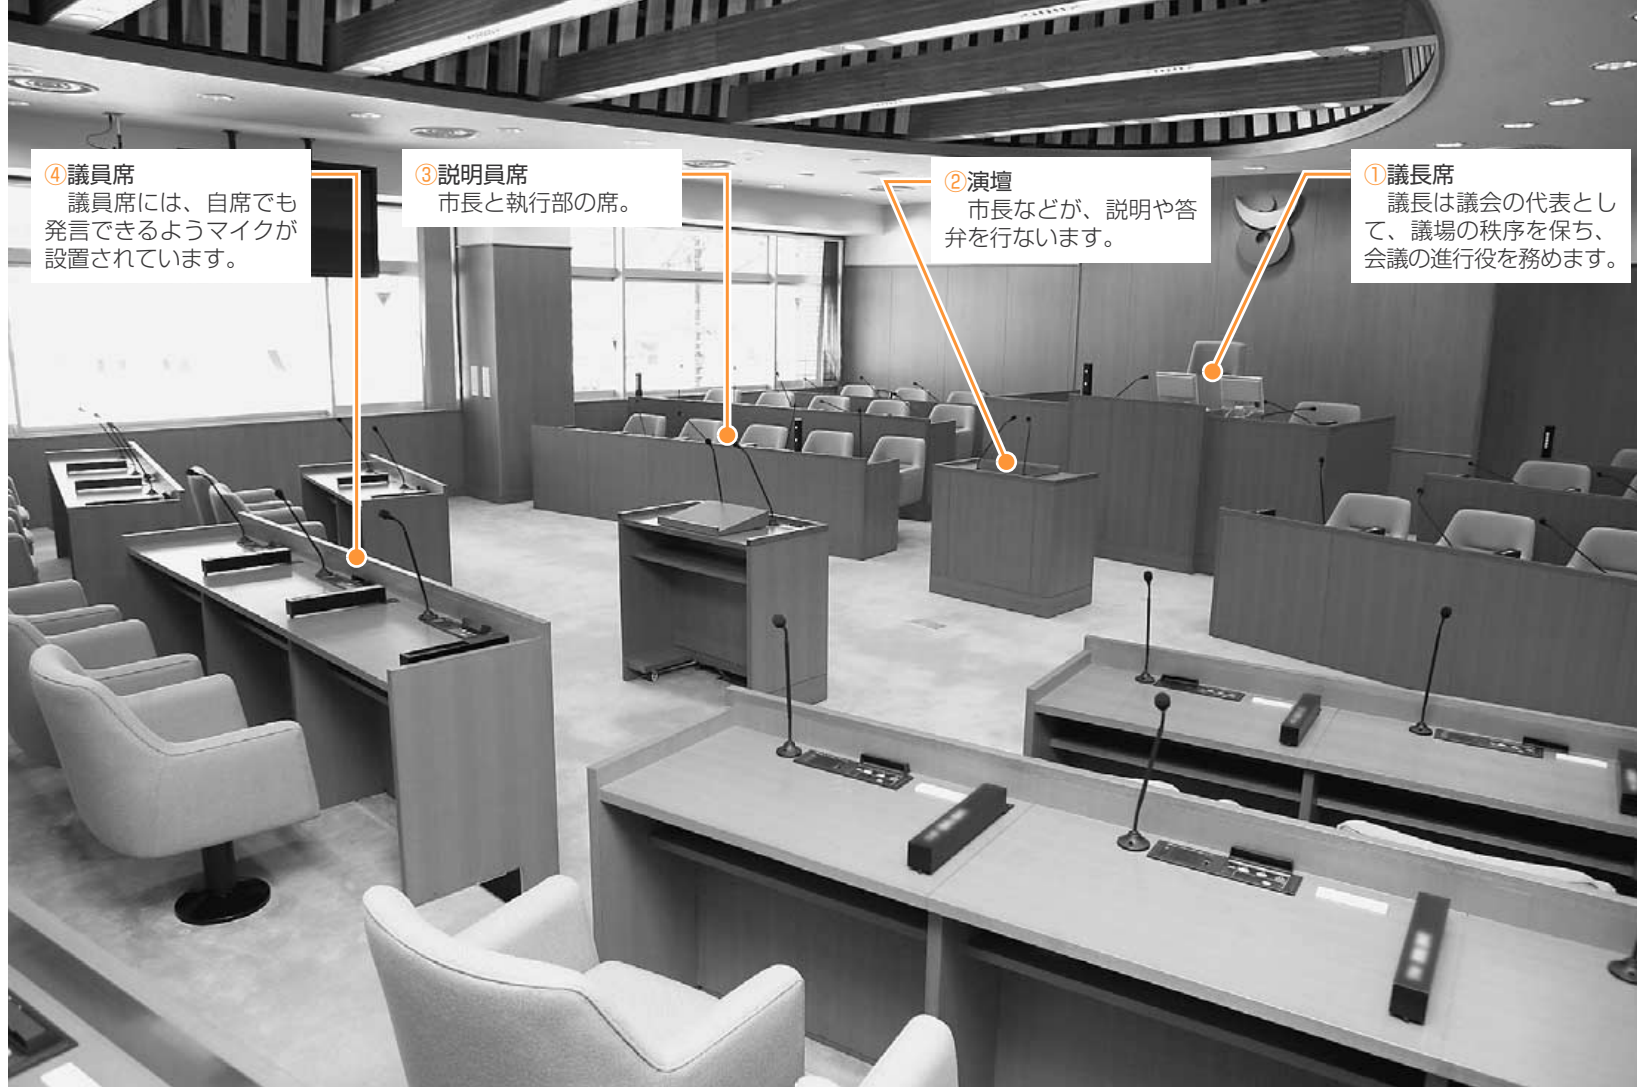 ④議員席
議員席には、自席でも
発言できるようマイクが
設置されています。
③説明員席
市長と執行部の席。
②演壇
市長などが、説明や答
弁を行ないます。
①議長席
議長は議会の代表とし
て、議場の秩序を保ち、
会議の進行役を務めます。